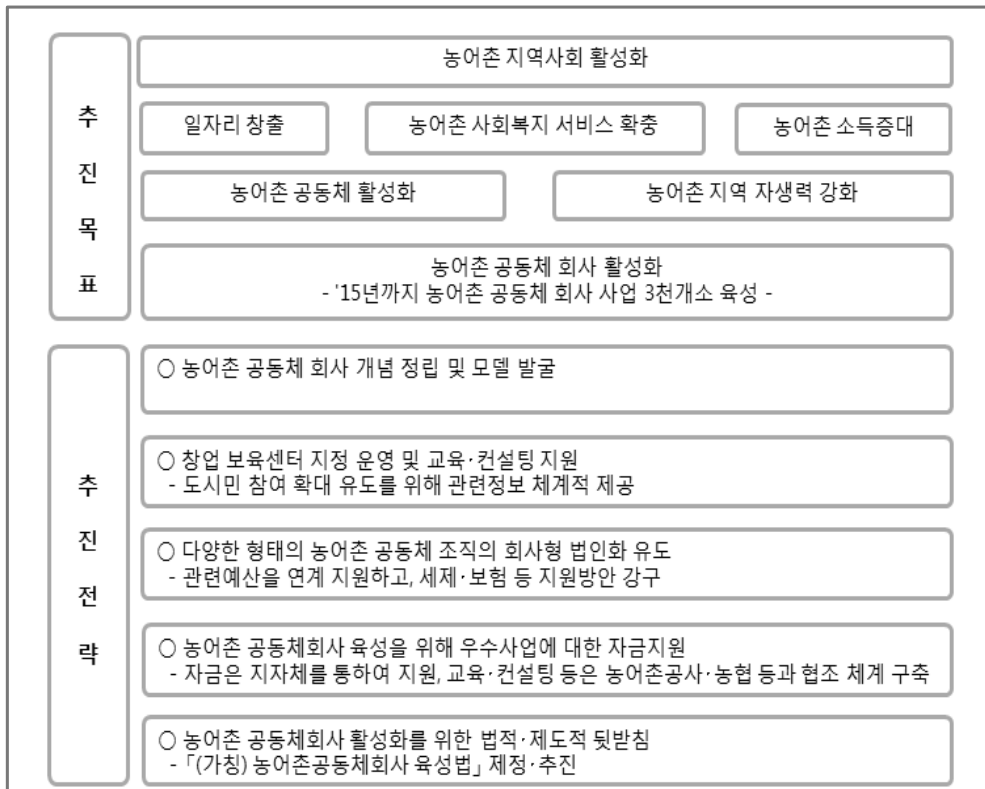 추진목표
농어촌 지역사회 활성화
일자리 창출
농어촌 사회복지 서비스 확충
농어촌 소득증대
농어촌 공동체 활성화
농어촌 지역 자생력 강화
농어촌 공동체 회사 활성화
- '15년까지 농어촌 공동체 회사 사업 3천개소 육성 -
추진전략
○ 농어촌 공동체 회사 개념 정립 및 모델 발굴
○ 창업 보육센터 지정 운영 및 교육·컨설팅 지원
- 도시민 참여 확대 유도를 위해 관련정보 체계적 제공
○ 다양한 형태의 농어촌 공동체 조직의 회사형 법인화 유도
- 관련예산을 연계 지원하고, 세제·보험 등 지원방안 강구
○ 농어촌 공동체회사 육성을 위해 우수사업에 대한 자금지원
- 자금은 지자체를 통하여 지원, 교육·컨설팅 등은 농어촌공사·농협 등과 협조 체계 구축
○ 농어촌 공동체회사 활성화를 위한 법적·제도적 뒷받침
- 「(가칭) 농어촌공동체회사 육성법」 제정·추진